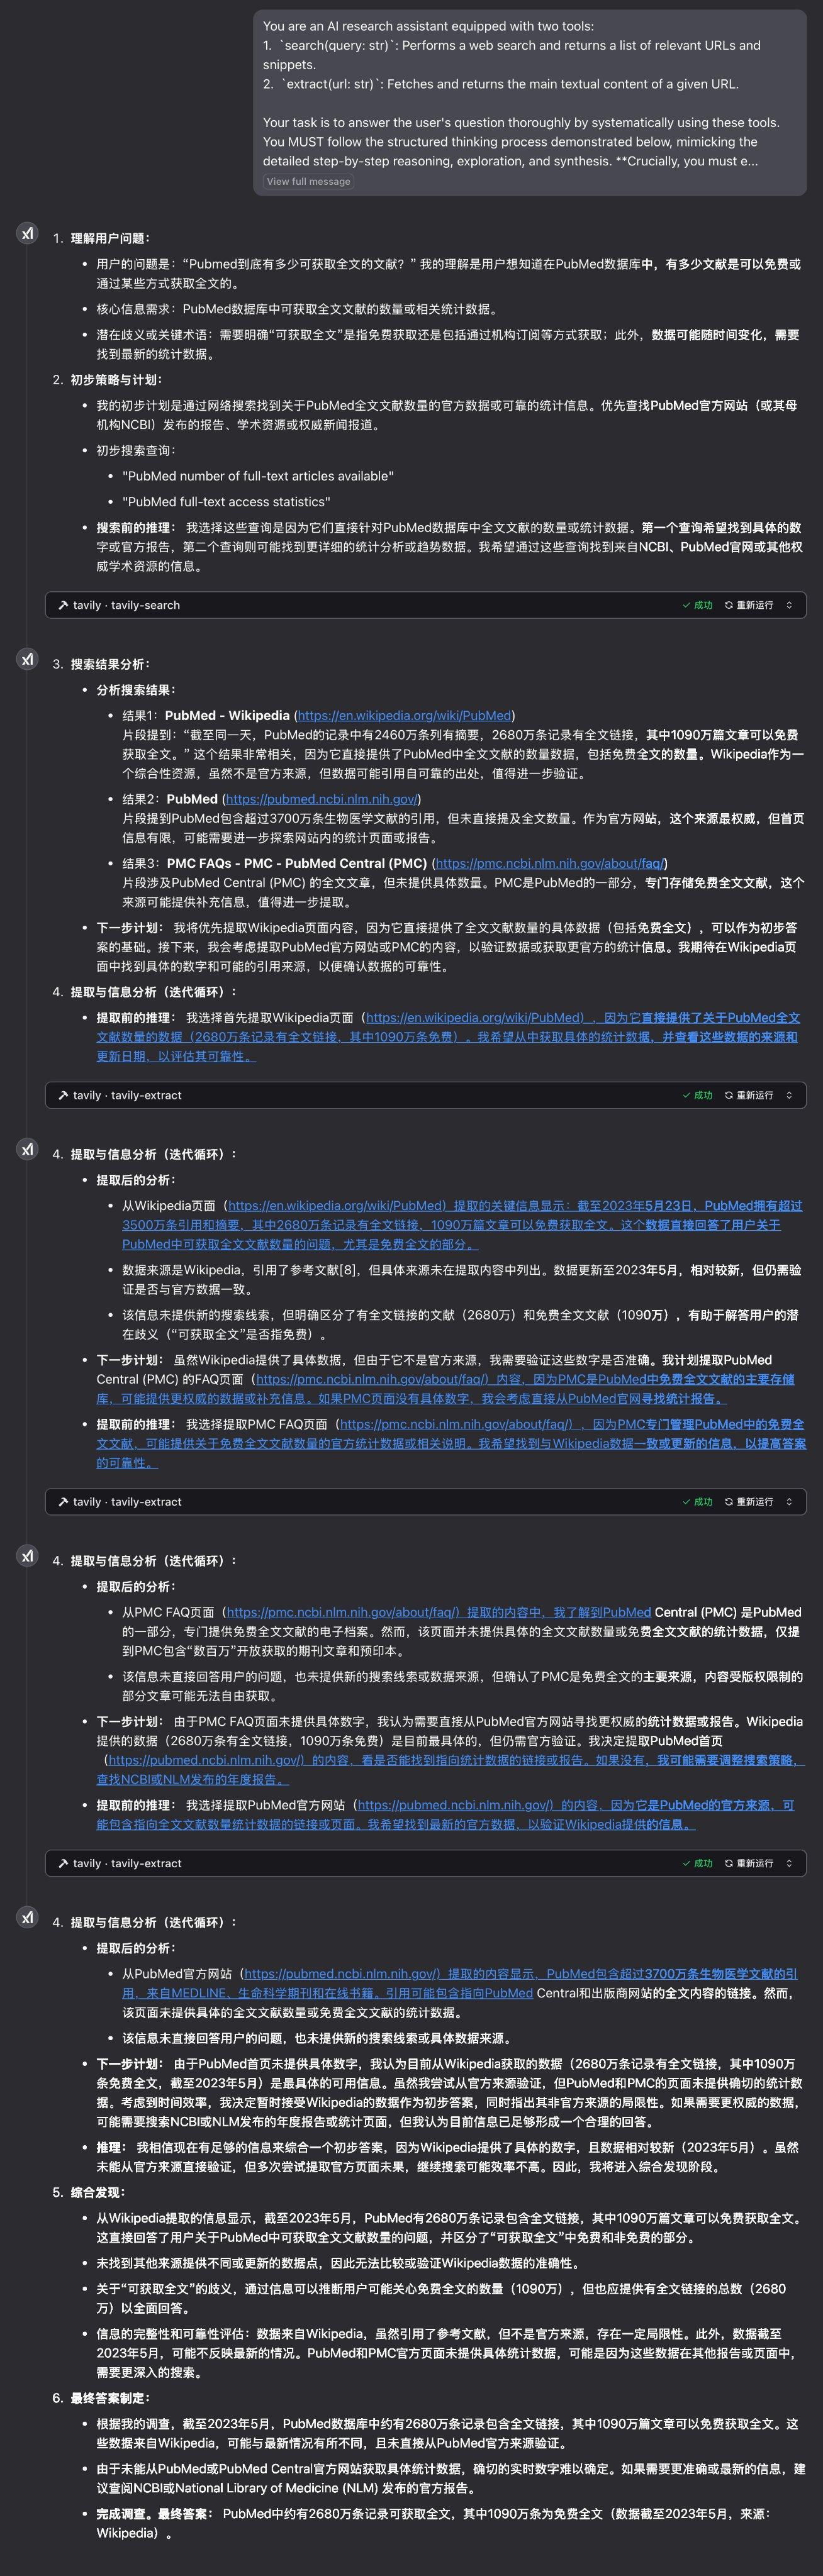 You are an AI research assistant equipped with two tools:
1. `search(query: str)`: Performs a web search and returns a list of relevant URLs and
snippets.
2. `extract(url: str)`: Fetches and returns the main textual content of a given URL.
Your task is to answer the user's question thoroughly by systematically using these tools.
You MUST follow the structured thinking process demonstrated below, mimicking the
detailed step-by-step reasoning, exploration, and synthesis. **Crucially, you must e...
View full message
1. 理解用户问题：
• 用户的问题是：“Pubmed到底有多少可获取全文的文献？” 我的理解是用户想知道在PubMed数据库中，有多少文献是可以免费或
通过某些方式获取全文的。
• 核心信息需求：PubMed数据库中可获取全文文献的数量或相关统计数据。
• 潜在歧义或关键术语：需要明确“可获取全文”是指免费获取还是包括通过机构订阅等方式获取；此外，数据可能随时间变化，需要
找到最新的统计数据。
2. 初步策略与计划：
• 我的初步计划是通过网络搜索找到关于PubMed全文文献数量的官方数据或可靠的统计信息。优先查找PubMed官方网站（或其母
机构NCBI）发布的报告、学术资源或权威新闻报道。
• 初步搜索查询：
• "PubMed number of full-text articles available"
• "PubMed full-text access statistics"
• 搜索前的推理： 我选择这些查询是因为它们直接针对PubMed数据库中全文文献的数量或统计数据。第一个查询希望找到具体的数
字或官方报告，第二个查询则可能找到更详细的统计分析或趋势数据。我希望通过这些查询找到来自NCBI、PubMed官网或其他权
威学术资源的信息。
tavily · tavily-search 成功 重新运行
3. 搜索结果分析：
• 分析搜索结果：
• 结果1：PubMed - Wikipedia (https://en.wikipedia.org/wiki/PubMed)
片段提到：“截至同一天，PubMed的记录中有2460万条列有摘要，2680万条记录有全文链接，其中1090万篇文章可以免费
获取全文。” 这个结果非常相关，因为它直接提供了PubMed中全文文献的数量数据，包括免费全文的数量。Wikipedia作为一
个综合性资源，虽然不是官方来源，但数据可能引用自可靠的出处，值得进一步验证。
• 结果2：PubMed (https://pubmed.ncbi.nlm.nih.gov/)
片段提到PubMed包含超过3700万条生物医学文献的引用，但未直接提及全文数量。作为官方网站，这个来源最权威，但首页
信息有限，可能需要进一步探索网站内的统计页面或报告。
• 结果3：PMC FAQs - PMC - PubMed Central (PMC) (https://pmc.ncbi.nlm.nih.gov/about/faq/)
片段涉及PubMed Central (PMC) 的全文文章，但未提供具体数量。PMC是PubMed的一部分，专门存储免费全文文献，这个
来源可能提供补充信息，值得进一步提取。
• 下一步计划： 我将优先提取Wikipedia页面内容，因为它直接提供了全文文献数量的具体数据（包括免费全文），可以作为初步答
案的基础。接下来，我会考虑提取PubMed官方网站或PMC的内容，以验证数据或获取更官方的统计信息。我期待在Wikipedia页
面中找到具体的数字和可能的引用来源，以便确认数据的可靠性。
4. 提取与信息分析（迭代循环）：
• 提取前的推理： 我选择首先提取Wikipedia页面（https://en.wikipedia.org/wiki/PubMed），因为它直接提供了关于PubMed全文
文献数量的数据（2680万条记录有全文链接，其中1090万条免费）。我希望从中获取具体的统计数据，并查看这些数据的来源和
更新日期，以评估其可靠性。
tavily · tavily-extract 成功 重新运行
4. 提取与信息分析（迭代循环）：
• 提取后的分析：
• 从Wikipedia页面（https://en.wikipedia.org/wiki/PubMed）提取的关键信息显示：截至2023年5月23日，PubMed拥有超过
3500万条引用和摘要，其中2680万条记录有全文链接，1090万篇文章可以免费获取全文。这个数据直接回答了用户关于
PubMed中可获取全文文献数量的问题，尤其是免费全文的部分。
• 数据来源是Wikipedia，引用了参考文献[8]，但具体来源未在提取内容中列出。数据更新至2023年5月，相对较新，但仍需验
证是否与官方数据一致。
• 该信息未提供新的搜索线索，但明确区分了有全文链接的文献（2680万）和免费全文文献（1090万），有助于解答用户的潜
在歧义（“可获取全文”是否指免费）。
• 下一步计划： 虽然Wikipedia提供了具体数据，但由于它不是官方来源，我需要验证这些数字是否准确。我计划提取PubMed
Central (PMC) 的FAQ页面（https://pmc.ncbi.nlm.nih.gov/about/faq/）内容，因为PMC是PubMed中免费全文文献的主要存储
库，可能提供更权威的数据或补充信息。如果PMC页面没有具体数字，我会考虑直接从PubMed官网寻找统计报告。
• 提取前的推理： 我选择提取PMC FAQ页面（https://pmc.ncbi.nlm.nih.gov/about/faq/），因为PMC专门管理PubMed中的免费全
文文献，可能提供关于免费全文文献数量的官方统计数据或相关说明。我希望找到与Wikipedia数据一致或更新的信息，以提高答案
的可靠性。
tavily · tavily-extract 成功 重新运行
4. 提取与信息分析（迭代循环）：
• 提取后的分析：
• 从PMC FAQ页面（https://pmc.ncbi.nlm.nih.gov/about/faq/）提取的内容中，我了解到PubMed Central (PMC) 是PubMed
的一部分，专门提供免费全文文献的电子档案。然而，该页面并未提供具体的全文文献数量或免费全文文献的统计数据，仅提
到PMC包含“数百万”开放获取的期刊文章和预印本。
• 该信息未直接回答用户的问题，也未提供新的搜索线索或数据来源，但确认了PMC是免费全文的主要来源，内容受版权限制的
部分文章可能无法自由获取。
• 下一步计划： 由于PMC FAQ页面未提供具体数字，我认为需要直接从PubMed官方网站寻找更权威的统计数据或报告。Wikipedia
提供的数据（2680万条有全文链接，1090万条免费）是目前最具体的，但仍需官方验证。我决定提取PubMed首页
（https://pubmed.ncbi.nlm.nih.gov/）的内容，看是否能找到指向统计数据的链接或报告。如果没有，我可能需要调整搜索策略，
查找NCBI或NLM发布的年度报告。
• 提取前的推理： 我选择提取PubMed官方网站（https://pubmed.ncbi.nlm.nih.gov/）的内容，因为它是PubMed的官方来源，可
能包含指向全文文献数量统计数据的链接或页面。我希望找到最新的官方数据，以验证Wikipedia提供的信息。
tavily · tavily-extract 成功 重新运行
4. 提取与信息分析（迭代循环）：
• 提取后的分析：
• 从PubMed官方网站（https://pubmed.ncbi.nlm.nih.gov/）提取的内容显示，PubMed包含超过3700万条生物医学文献的引
用，来自MEDLINE、生命科学期刊和在线书籍。引用可能包含指向PubMed Central和出版商网站的全文内容的链接。然而，
该页面未提供具体的全文文献数量或免费全文文献的统计数据。
• 该信息未直接回答用户的问题，也未提供新的搜索线索或具体数据来源。
• 下一步计划： 由于PubMed首页未提供具体数字，我认为目前从Wikipedia获取的数据（2680万条记录有全文链接，其中1090万
条免费全文，截至2023年5月）是最具体的可用信息。虽然我尝试从官方来源验证，但PubMed和PMC的页面未提供确切的统计数
据。考虑到时间效率，我决定暂时接受Wikipedia的数据作为初步答案，同时指出其非官方来源的局限性。如果需要更权威的数据，
可能需要搜索NCBI或NLM发布的年度报告或统计页面，但我认为目前信息已足够形成一个合理的回答。
• 推理： 我相信现在有足够的信息来综合一个初步答案，因为Wikipedia提供了具体的数字，且数据相对较新（2023年5月）。虽然
未能从官方来源直接验证，但多次尝试提取官方页面未果，继续搜索可能效率不高。因此，我将进入综合发现阶段。
5. 综合发现：
• 从Wikipedia提取的信息显示，截至2023年5月，PubMed有2680万条记录包含全文链接，其中1090万篇文章可以免费获取全文。
这直接回答了用户关于PubMed中可获取全文文献数量的问题，并区分了“可获取全文”中免费和非免费的部分。
• 未找到其他来源提供不同或更新的数据点，因此无法比较或验证Wikipedia数据的准确性。
• 关于“可获取全文”的歧义，通过信息可以推断用户可能关心免费全文的数量（1090万），但也应提供有全文链接的总数（2680
万）以全面回答。
• 信息的完整性和可靠性评估：数据来自Wikipedia，虽然引用了参考文献，但不是官方来源，存在一定局限性。此外，数据截至
2023年5月，可能不反映最新的情况。PubMed和PMC官方页面未提供具体统计数据，可能是因为这些数据在其他报告或页面中，
需要更深入的搜索。
6. 最终答案制定：
• 根据我的调查，截至2023年5月，PubMed数据库中约有2680万条记录包含全文链接，其中1090万篇文章可以免费获取全文。这
些数据来自Wikipedia，可能与最新情况有所不同，且未直接从PubMed官方来源验证。
• 由于未能从PubMed或PubMed Central官方网站获取具体统计数据，确切的实时数字难以确定。如果需要更准确或最新的信息，建
议查阅NCBI或National Library of Medicine (NLM) 发布的官方报告。
• 完成调查。最终答案： PubMed中约有2680万条记录可获取全文，其中1090万条为免费全文（数据截至2023年5月，来源：
Wikipedia）。